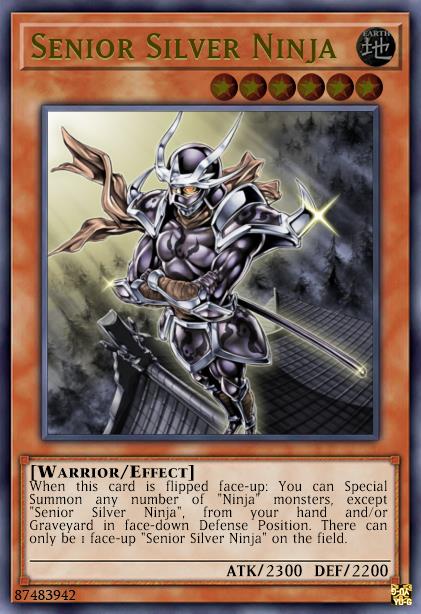 Senior Silver Ninja
EARTH
地
[Warrior/Effect]
When this card is flipped face-up: You can Special
Summon any number of "Ninja" monsters, except
"Senior Silver Ninja", from your hand and/or
Graveyard in face-down Defense Position. There can
only be 1 face-up "Senior Silver Ninja" on the field.
ATK/2300 DEF/2200
87483942